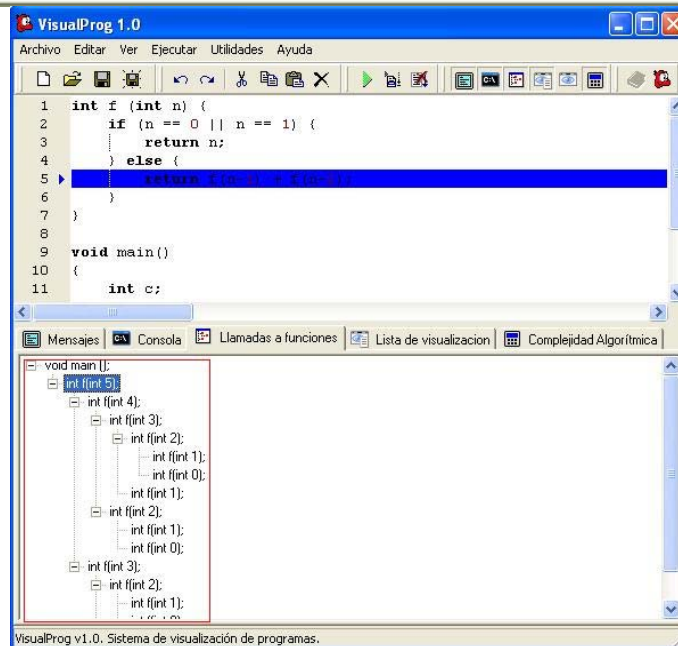 VisualProg 1.0
Archivo Editar Ver Ejecutar Utilidades Ayuda
1 int f (int n) {
2 if (n == 0 || n == 1) {
3 return n;
4 } else {
5 return f(n-1) + f(n-2);
6 }
7 }
8
9 void main()
10 {
11 int c;
Mensajes Consola Llamadas a funciones Lista de visualizacion Complejidad Algorítmica
void main ();
int f(int 5);
int f(int 4);
int f(int 3);
int f(int 2);
int f(int 1);
int f(int 0);
int f(int 1);
int f(int 2);
int f(int 1);
int f(int 0);
int f(int 3);
int f(int 2);
int f(int 1);
VisualProg v1.0. Sistema de visualización de programas.